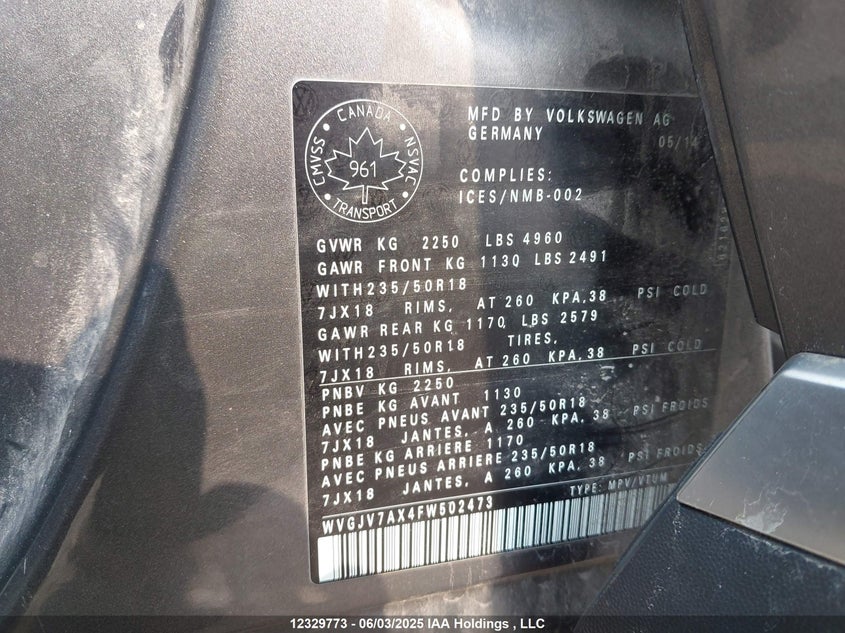 CANADA
CMVSS
NSVAC
961
TRANSPORT
MFD BY VOLKSWAGEN AG
GERMANY
05/14
COMPLIES:
ICES/NMB-002
GVWR KG 2250 LBS 4960
GAWR FRONT KG 1130 LBS 2491
WITH235/50R18
7JX18 RIMS, AT 260 KPA,38 PSI COLD
GAWR REAR KG 1170 LBS 2579
WITH235/50R18 TIRES,
7JX18 RIMS, AT 260 KPA,38 PSI COLD
PNBV KG 2250
PNBE KG AVANT 1130
AVEC PNEUS AVANT 235/50R18
7JX18 JANTES, A 260 KPA, 38 PSI FROIDS
PNBE KG ARRIERE 1170
AVEC PNEUS ARRIERE 235/50R18
7JX18 JANTES, A 260 KPA, 38 PSI FROIDS
TYPE: MPV/VTUM
WVGJV7AX4FW502473
12329773 - 06/03/2025 IAA Holdings , LLC